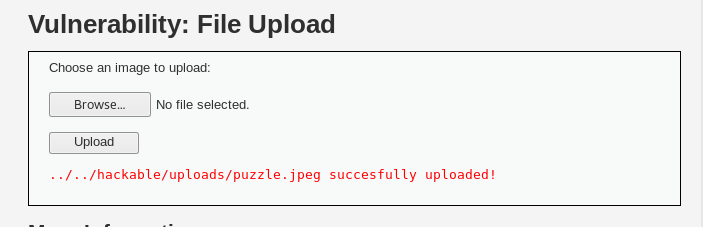 Vulnerability: File Upload
Choose an image to upload:
Browse... No file selected.
Upload
../../hackable/uploads/puzzle.jpeg succesfully uploaded!